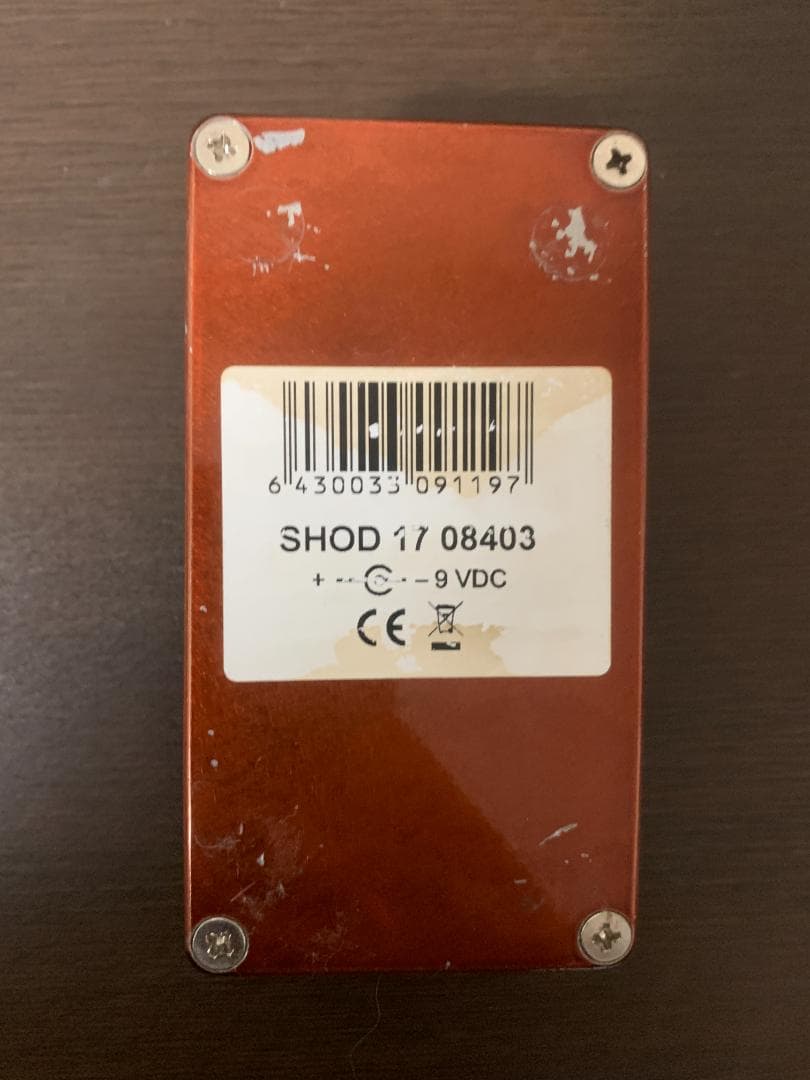 6 430033 091197
SHOD 17 08403
+ - - 9 VDC
CE